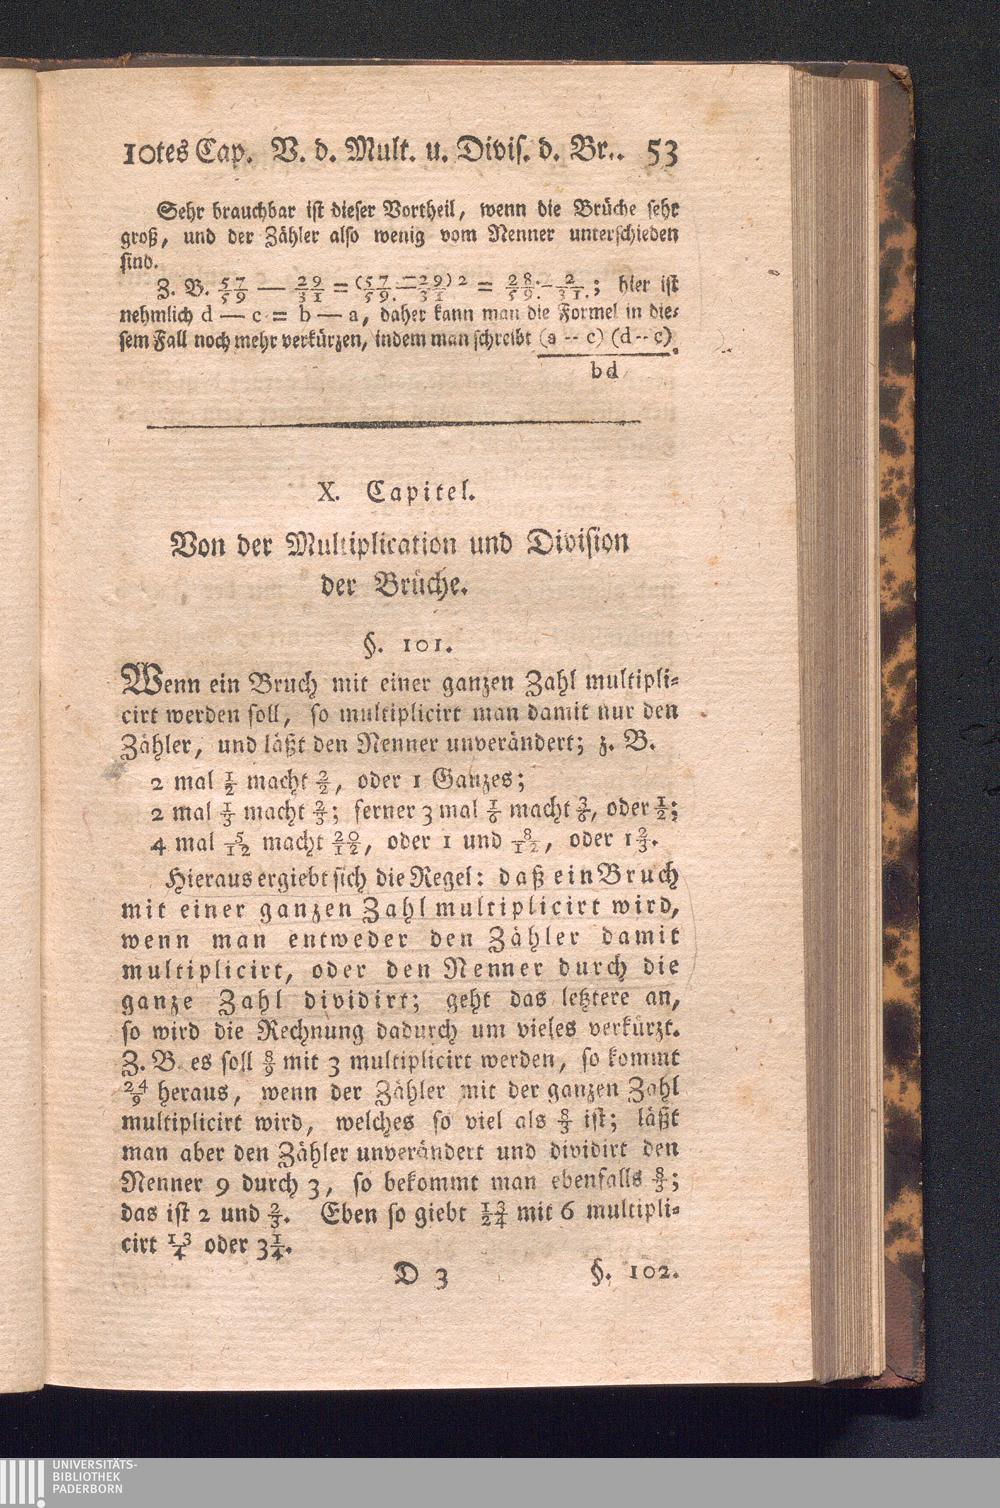 10tes Cap. V. d. Mult. u. Divis. d. Br.. 53
Sehr brauchbar ist dieser Vortheil, wenn die Brüche sehr
groß, und der Zähler also wenig vom Nenner unterschieden
sind.
Z. B. 57/59 — 29/31 = (57 — 29) 2 / 59. 31 = 28. 2 / 59. 31.; hier ist
nehmlich d — c = b — a, daher kann man die Formel in die⸗
sem Fall noch mehr verkürzen, indem man schreibt (a -- c) (d -- c).
bd
X. Capitel.
Von der Multiplication und Division
der Brüche.
§. 101.
Wenn ein Bruch mit einer ganzen Zahl multipli⸗
cirt werden soll, so multiplicirt man damit nur den
Zähler, und läßt den Nenner unverändert; z. B.
2 mal 1/2 macht 2/2, oder 1 Ganzes;
2 mal 1/3 macht 2/3; ferner 3 mal 1/6 macht 3/6, oder 1/2;
4 mal 5/12 macht 20/12, oder 1 und 8/12, oder 1 2/3.
Hieraus ergiebt sich die Regel: daß ein Bruch
mit einer ganzen Zahl multiplicirt wird,
wenn man entweder den Zähler damit
multiplicirt, oder den Nenner durch die
ganze Zahl dividirt; geht das letztere an,
so wird die Rechnung dadurch um vieles verkürzt.
Z. B. es soll 8/9 mit 3 multiplicirt werden, so kommt
24/9 heraus, wenn der Zähler mit der ganzen Zahl
multiplicirt wird, welches so viel als 8/3 ist; läßt
man aber den Zähler unverändert und dividirt den
Nenner 9 durch 3, so bekommt man ebenfalls 8/3;
das ist 2 und 2/3. Eben so giebt 13/24 mit 6 multipli⸗
cirt 13/4 oder 3 1/4.
D 3 §. 102.
UNIVERSITÄTS-
BIBLIOTHEK
PADERBORN